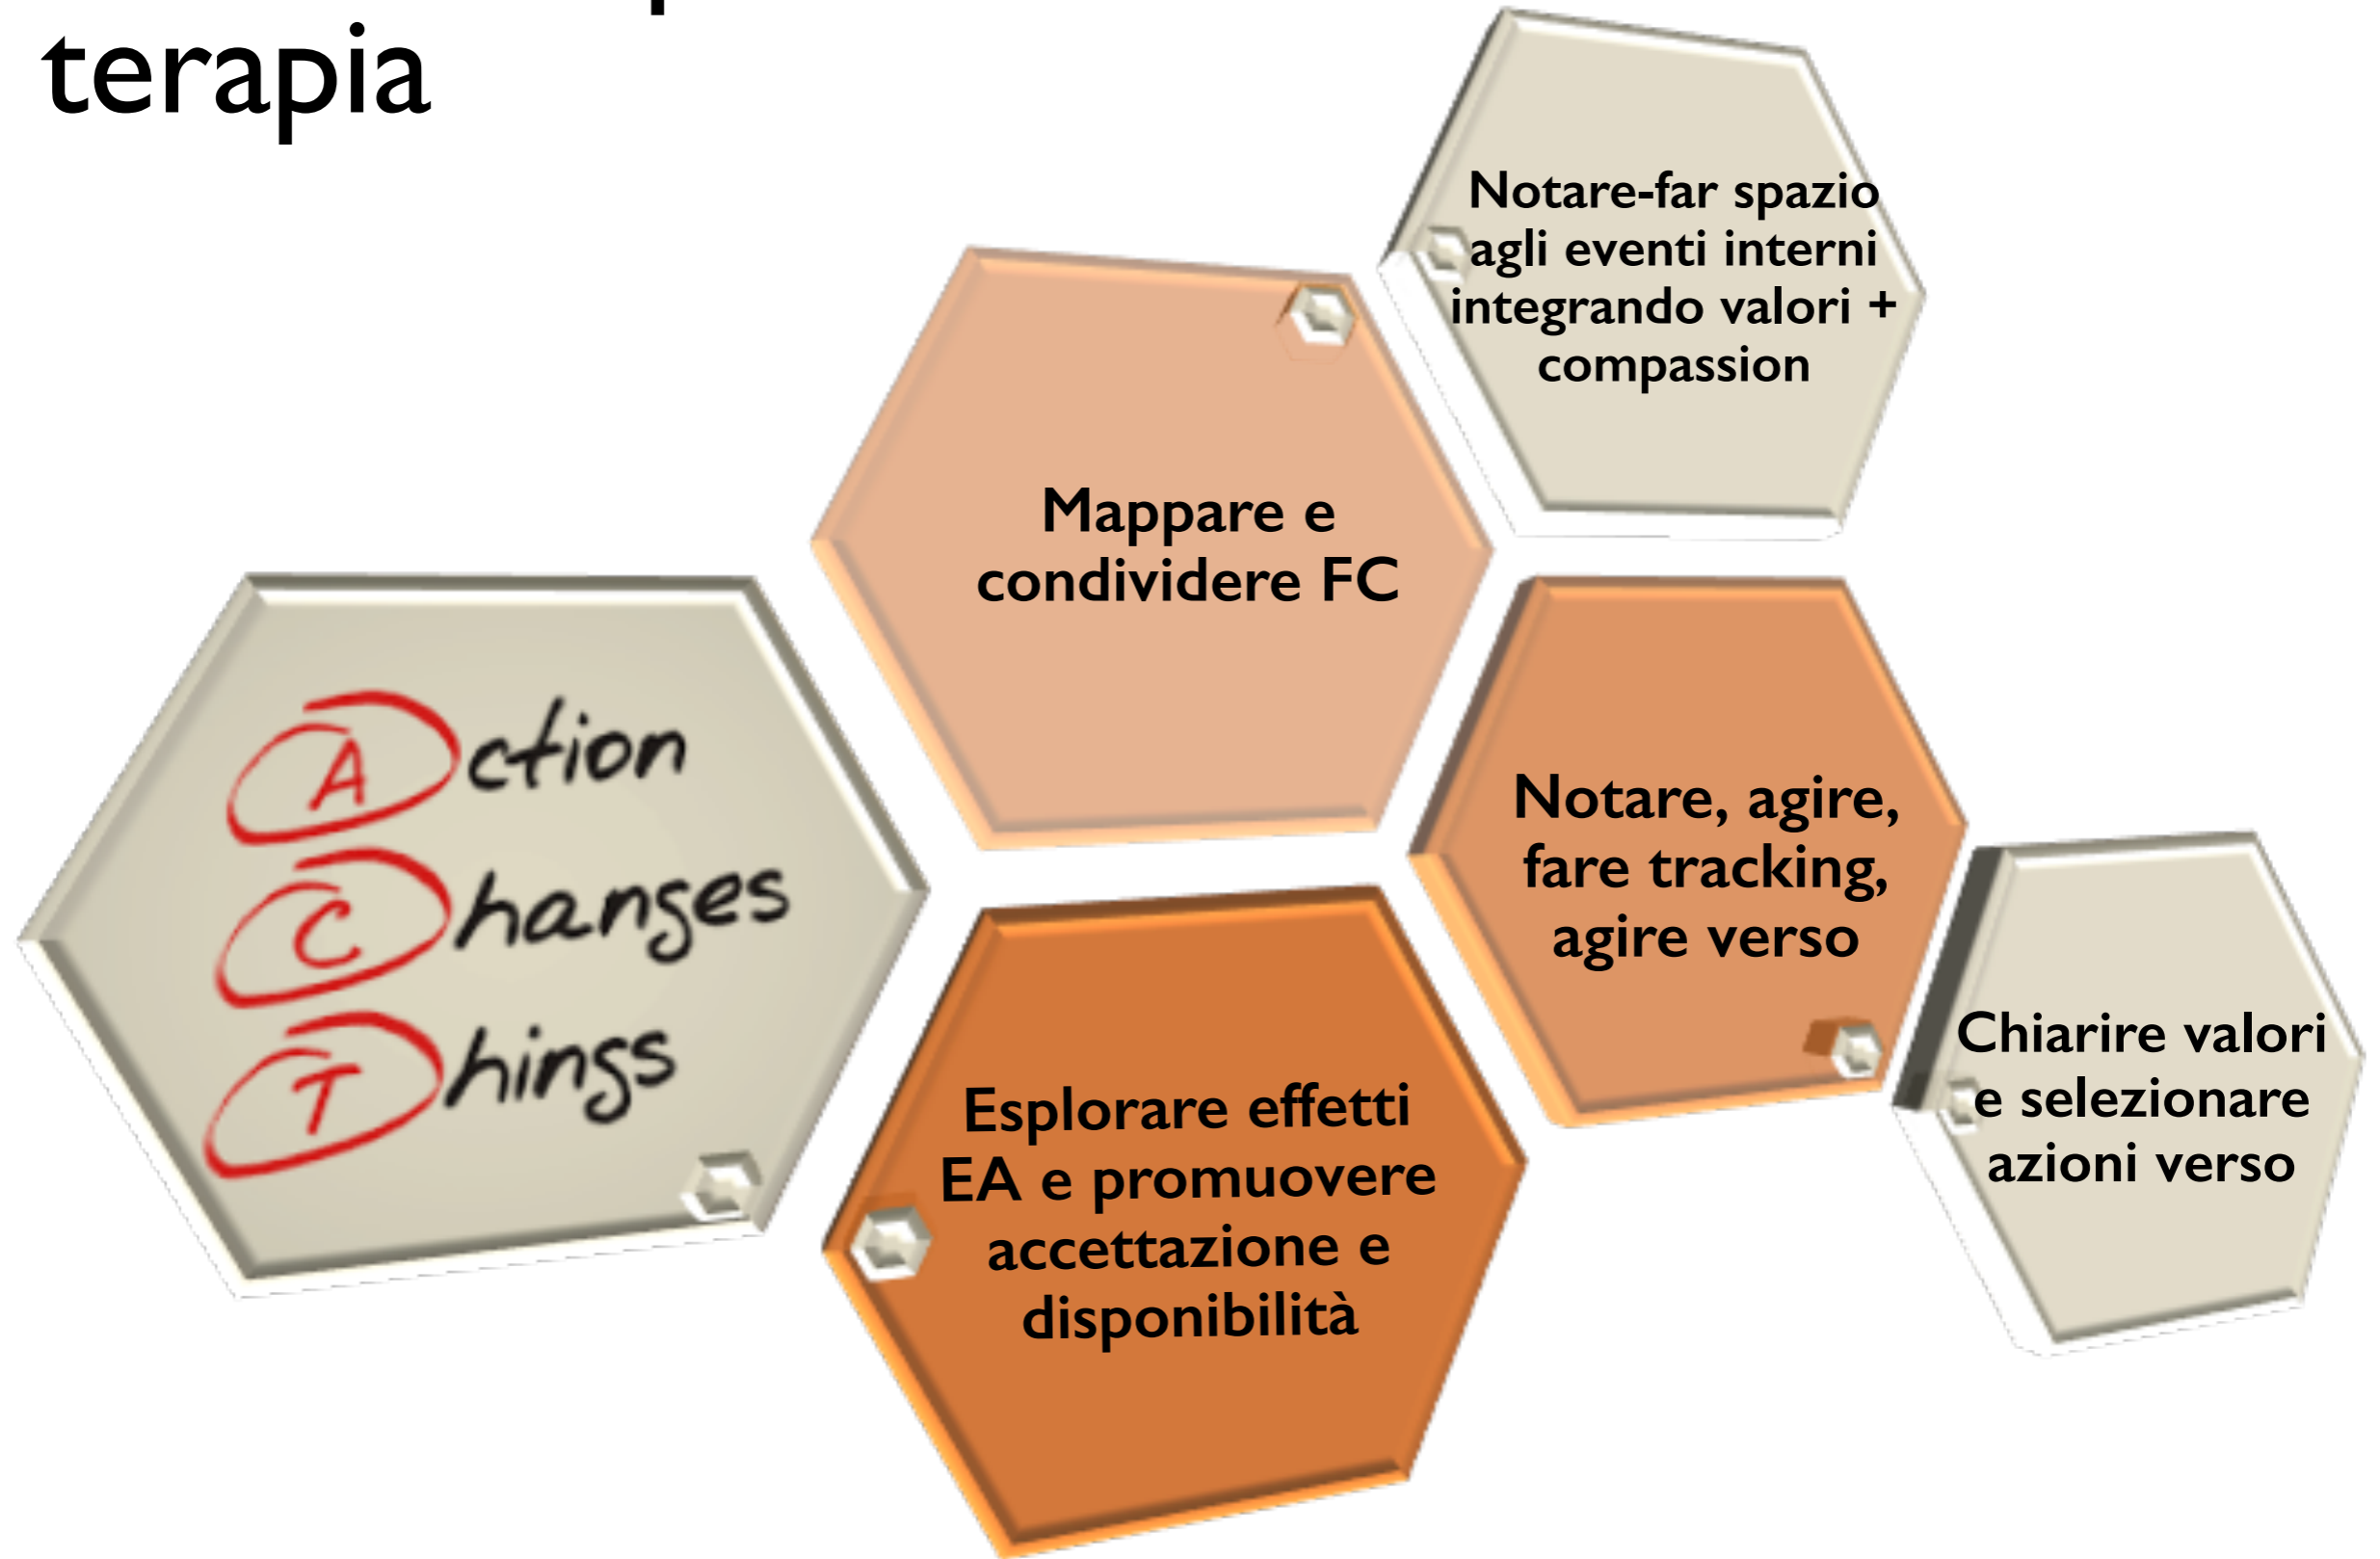 terapia
Notare-far spazio
agli eventi interni
integrando valori +
compassion
Mappare e
condividere FC
Action
Changes
Things
Notare, agire,
fare tracking,
agire verso
Esplorare effetti
EA e promuovere
accettazione e
disponibilità
Chiarire valori
e selezionare
azioni verso